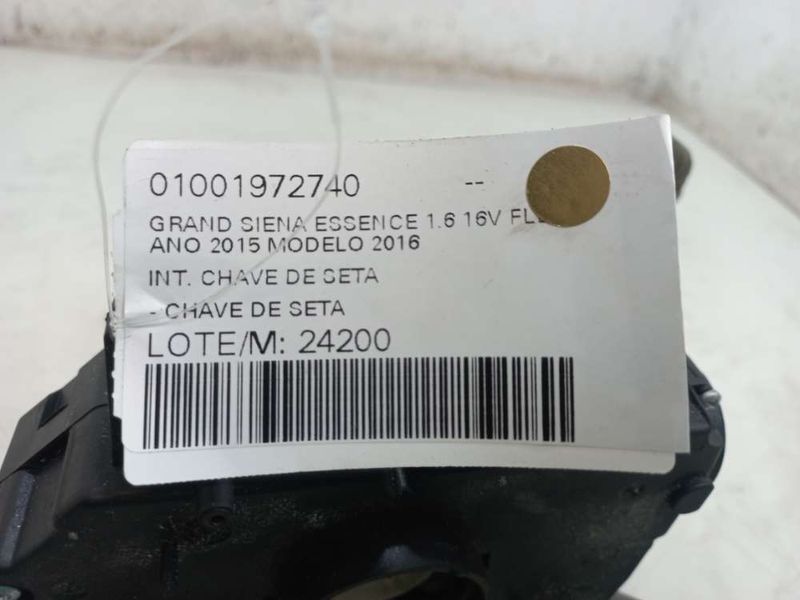 01001972740 --
GRAND SIENA ESSENCE 1.6 16V
ANO 2015 MODELO 2016
INT. CHAVE DE SETA
- CHAVE DE SETA
LOTE/M: 24200